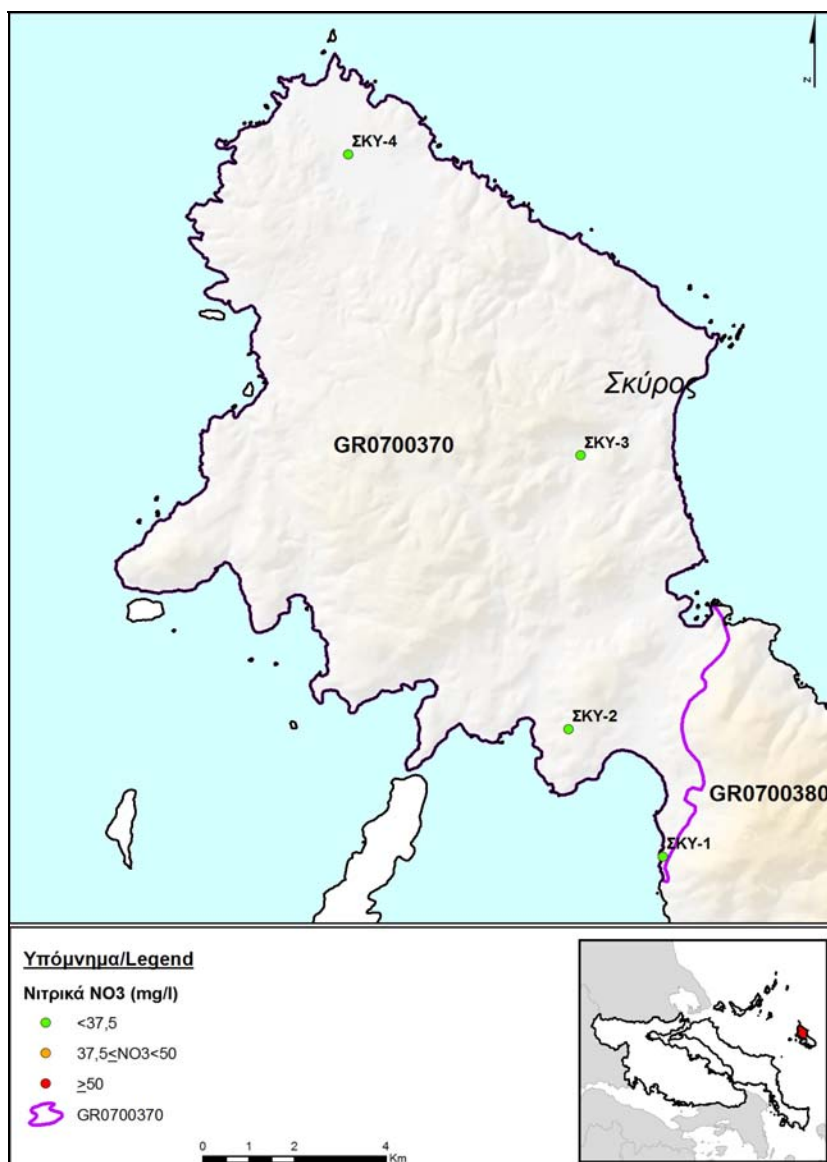 z
ΣΚΥ-4
Σκύρος
GR0700370
ΣΚΥ-3
ΣΚΥ-2
GR0700380
ΣΚΥ-1
Υπόμνημα/Legend
Νιτρικά NO3 (mg/l)
<37,5
37,5≤NO3<50
≥50
GR0700370
0 1 2 4
Km